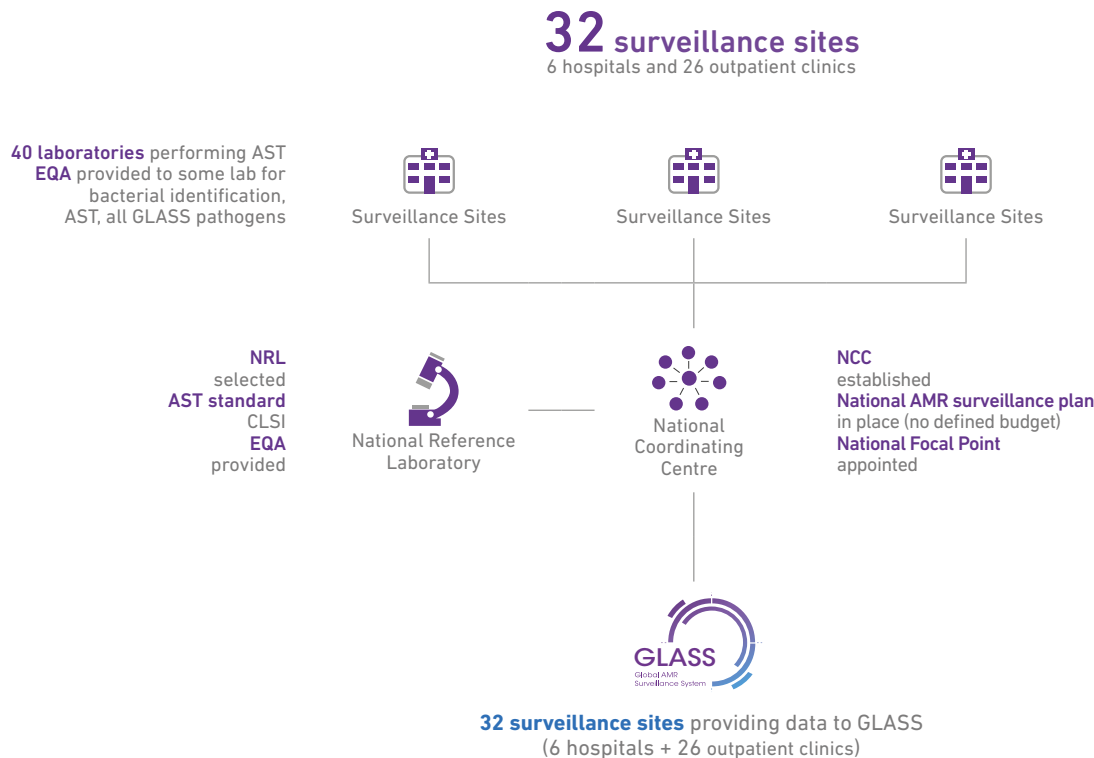 32 surveillance sites
6 hospitals and 26 outpatient clinics
40 laboratories performing AST
EQA provided to some lab for
bacterial identification,
AST, all GLASS pathogens
Surveillance Sites
Surveillance Sites
Surveillance Sites
NRL
selected
AST standard
CLSI
EQA
provided
National Reference
Laboratory
National
Coordinating
Centre
NCC
established
National AMR surveillance plan
in place (no defined budget)
National Focal Point
appointed
GLASS
Global AMR
Surveillance System
32 surveillance sites providing data to GLASS
(6 hospitals + 26 outpatient clinics)